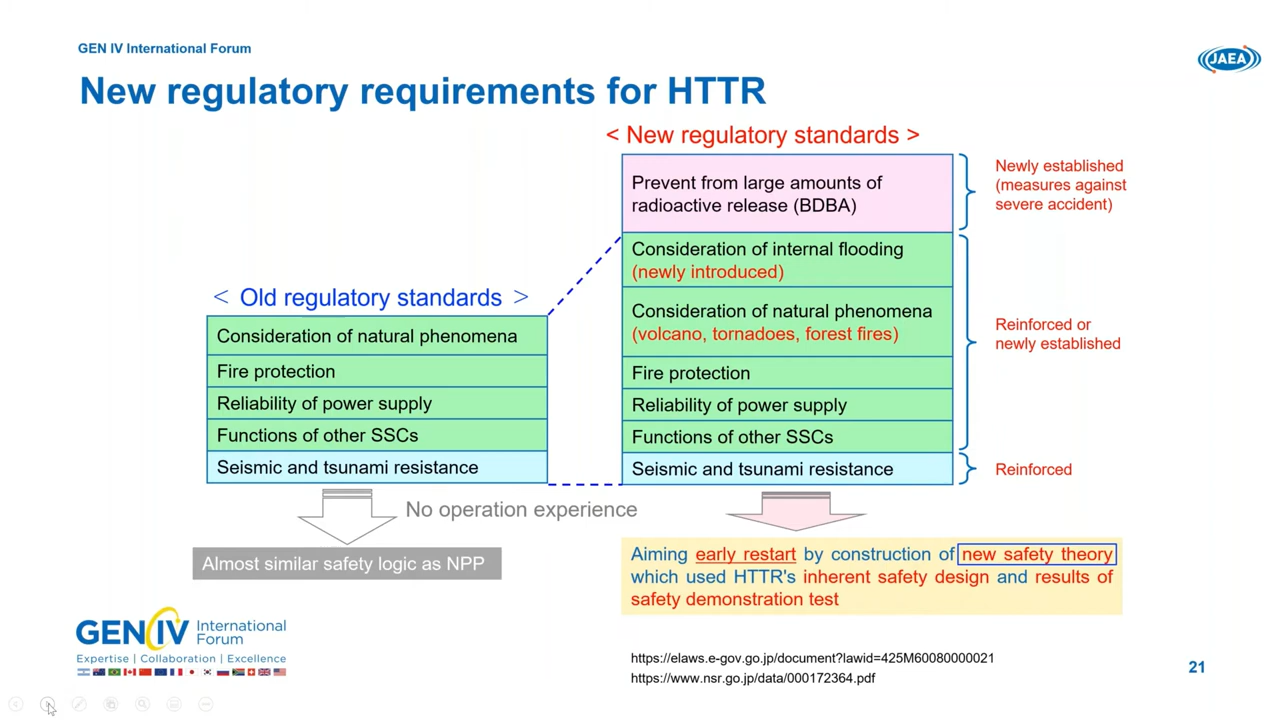 GEN IV International Forum
JAEA
New regulatory requirements for HTTR
< New regulatory standards >
Prevent from large amounts of
radioactive release (BDBA)
Newly established
(measures against
severe accident)
Consideration of internal flooding
(newly introduced)
Consideration of natural phenomena
(volcano, tornadoes, forest fires)
Fire protection
Reliability of power supply
Functions of other SSCs
Reinforced or
newly established
Seismic and tsunami resistance
Reinforced
< Old regulatory standards >
Consideration of natural phenomena
Fire protection
Reliability of power supply
Functions of other SSCs
Seismic and tsunami resistance
No operation experience
Almost similar safety logic as NPP
Aiming early restart by construction of new safety theory
which used HTTR's inherent safety design and results of
safety demonstration test
GEN IV International
Forum
Expertise | Collaboration | Excellence
https://elaws.e-gov.go.jp/document?lawid=425M60080000021
https://www.nsr.go.jp/data/000172364.pdf
21